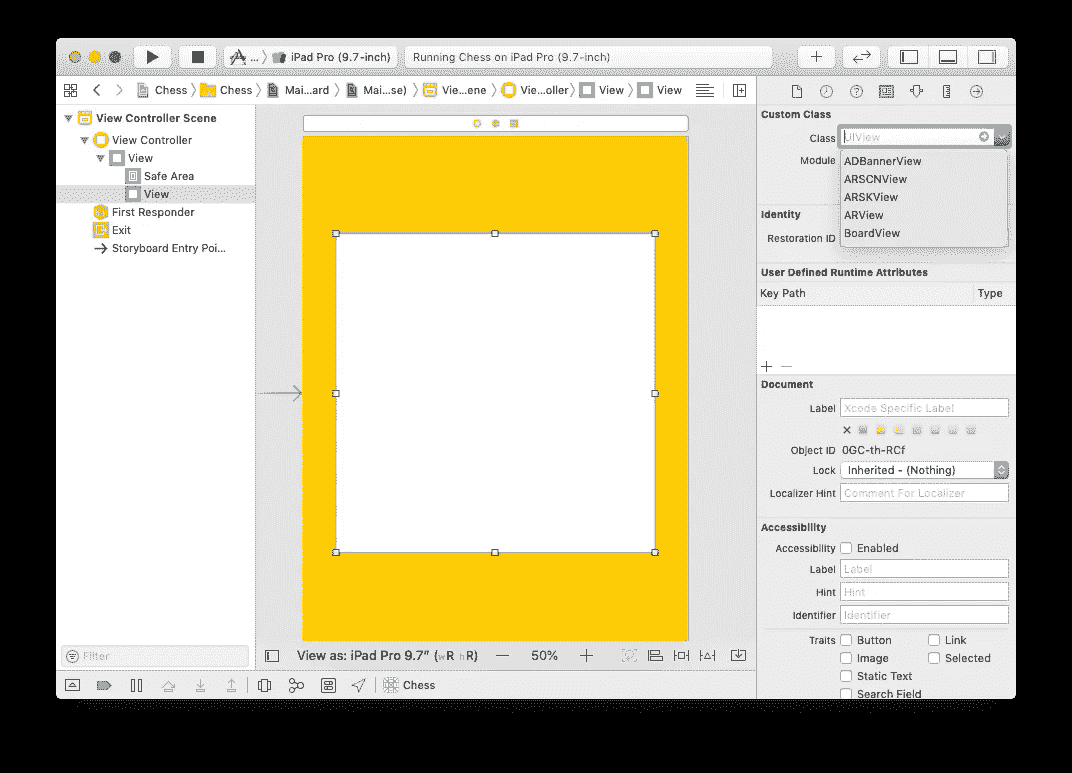 ... iPad Pro (9.7-inch) Running Chess on iPad Pro (9.7-inch)
Chess Chess Mai...ard Mai...se) Vie...ene Vie...oller View View
View Controller Scene
View Controller
View
Safe Area
View
First Responder
Exit
Storyboard Entry Poi...
Filter
View as: iPad Pro 9.7" (wR hR) — 50% +
Chess
Custom Class
Class UIView
Module
ADBannerView
ARSCNView
ARSKView
ARView
BoardView
Identity
Restoration ID
User Defined Runtime Attributes
Key Path Type
Document
Label Xcode Specific Label
Object ID 0GC-th-RCf
Lock Inherited - (Nothing)
Localizer Hint Comment For Localizer
Accessibility
Accessibility Enabled
Label Label
Hint Hint
Identifier Identifier
Traits Button Link
Image Selected
Static Text
Search Field